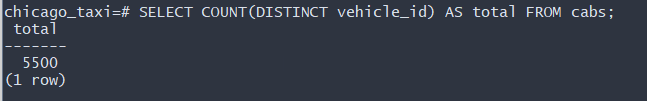 chicago_taxi=# SELECT COUNT(DISTINCT vehicle_id) AS total FROM cabs;
 total
-------
  5500
(1 row)